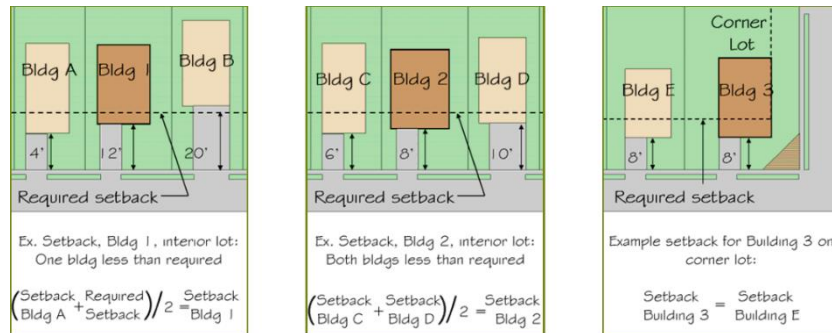 Bldg A
Bldg 1
Bldg B
4'
12'
20'
Required setback
Ex. Setback, Bldg 1, interior lot:
One bldg less than required
(Setback Bldg A + Required Setback)/2 = Setback Bldg 1
Bldg C
Bldg 2
Bldg D
6'
8'
10'
Required setback
Ex. Setback, Bldg 2, interior lot:
Both bldgs less than required
(Setback Bldg C + Setback Bldg D)/2 = Setback Bldg 2
Corner
Lot
Bldg E
Bldg 3
8'
8'
Required setback
Example setback for Building 3 on
corner lot:
Setback Building 3 = Setback Building E